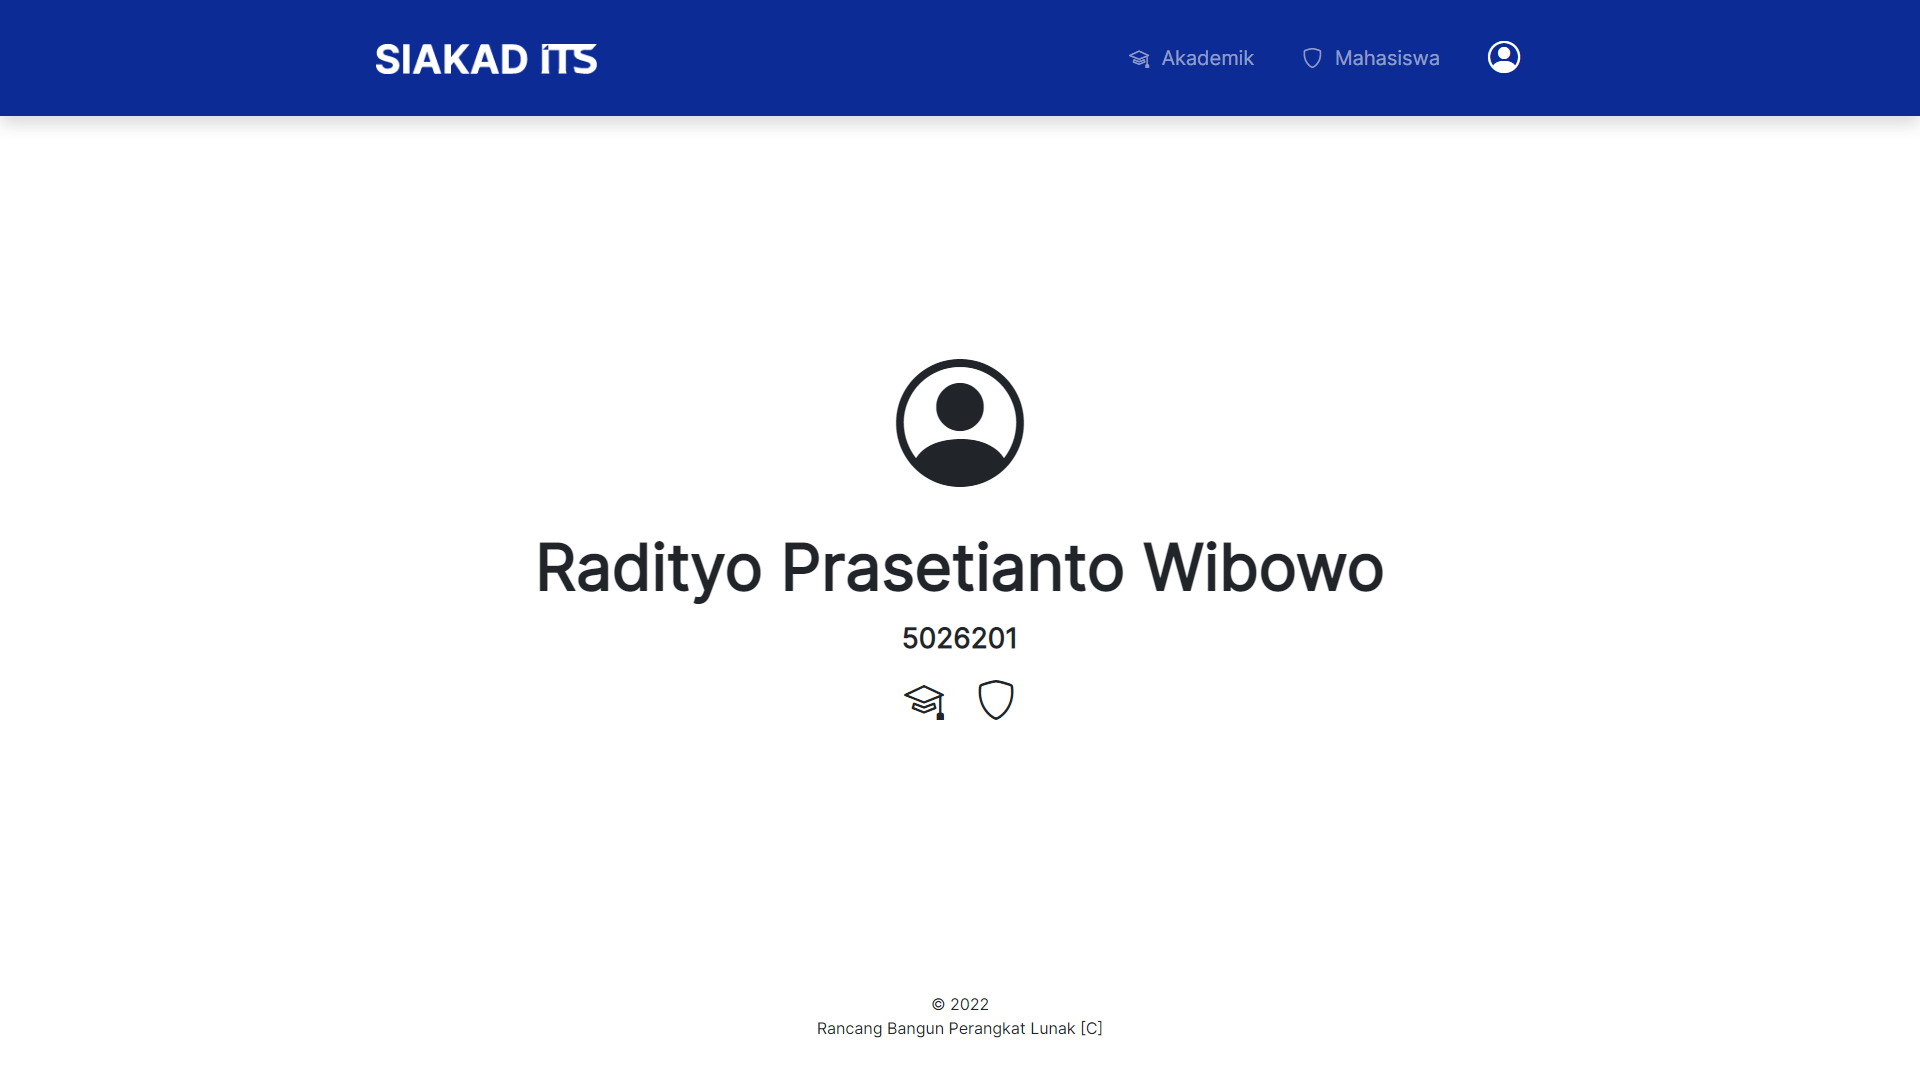 SIAKAD ITS
Akademik
Mahasiswa
Radityo Prasetianto Wibowo
5026201
© 2022
Rancang Bangun Perangkat Lunak [C]